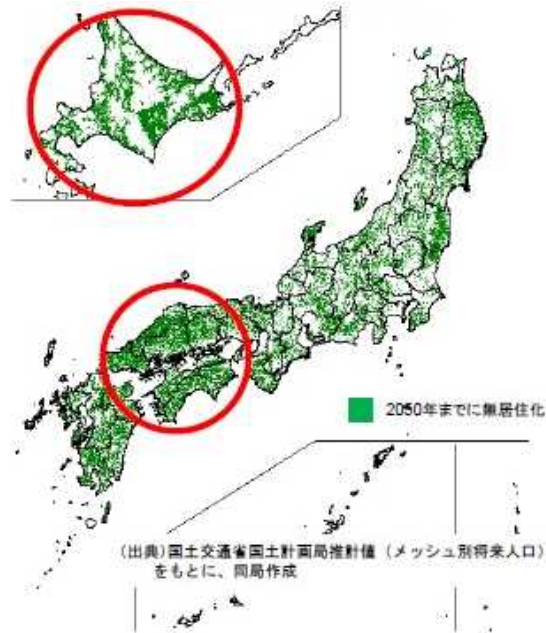 2050年までに無居住化
(出典)国土交通省国土計画局推計値（メッシュ別将来人口）
をもとに、同局作成